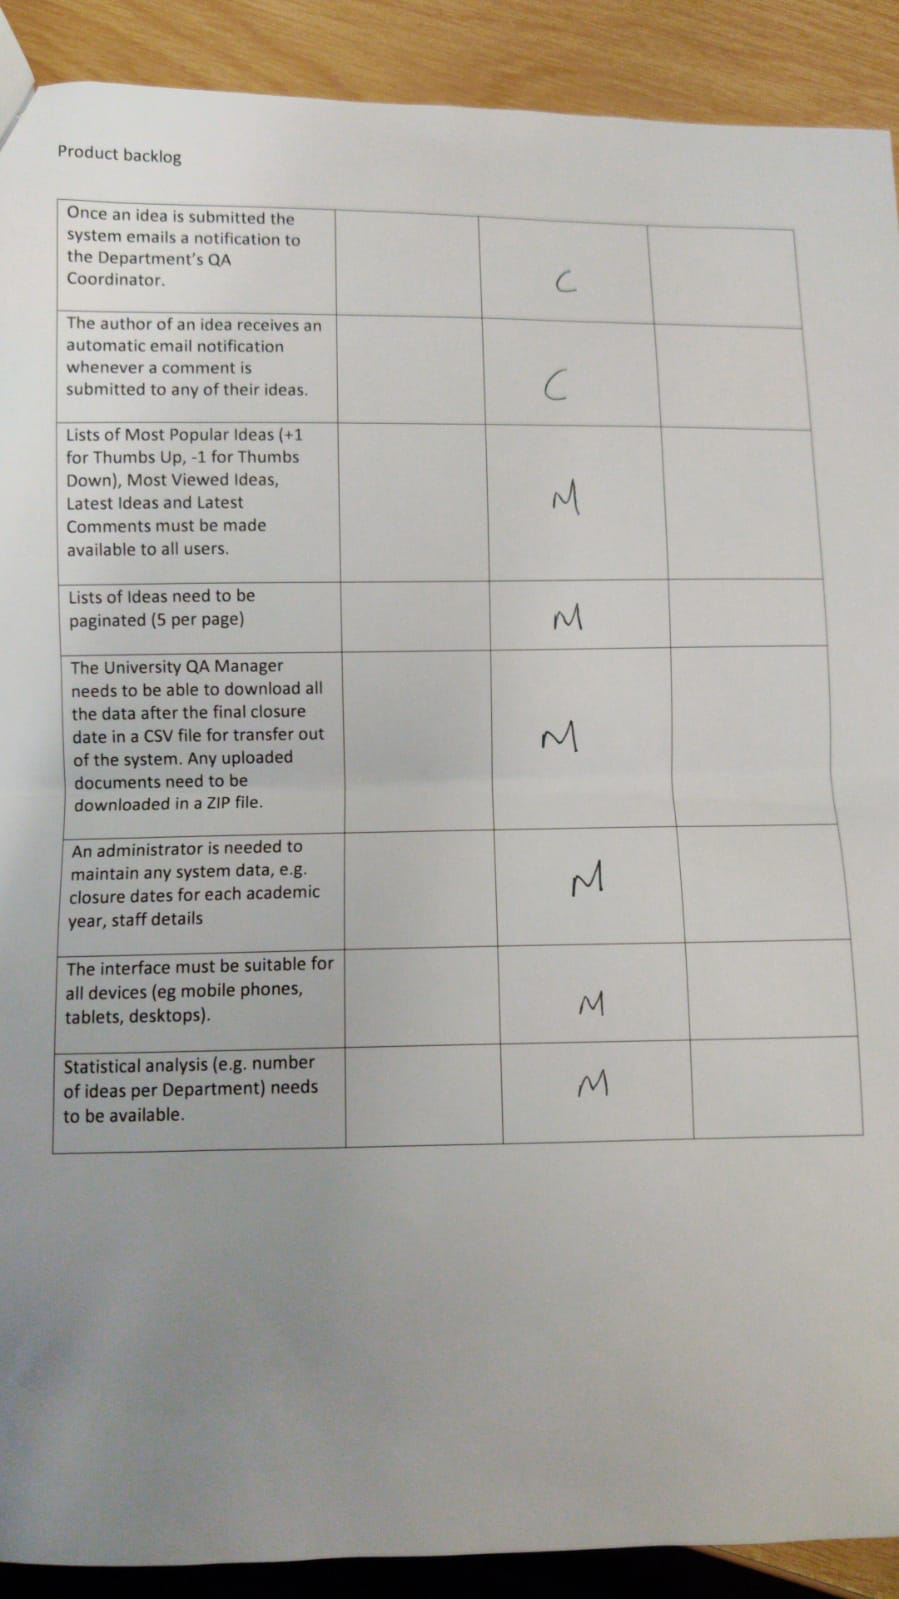 Product backlog
Once an idea is submitted the
system emails a notification to
the Department's QA
Coordinator.
C
The author of an idea receives an
automatic email notification
whenever a comment is
submitted to any of their ideas.
C
Lists of Most Popular Ideas (+1
for Thumbs Up, -1 for Thumbs
Down), Most Viewed Ideas,
Latest Ideas and Latest
Comments must be made
available to all users.
M
Lists of Ideas need to be
paginated (5 per page)
M
The University QA Manager
needs to be able to download all
the data after the final closure
date in a CSV file for transfer out
of the system. Any uploaded
documents need to be
downloaded in a ZIP file.
M
An administrator is needed to
maintain any system data, e.g.
closure dates for each academic
year, staff details
M
The interface must be suitable for
all devices (eg mobile phones,
tablets, desktops).
M
Statistical analysis (e.g. number
of ideas per Department) needs
to be available.
M